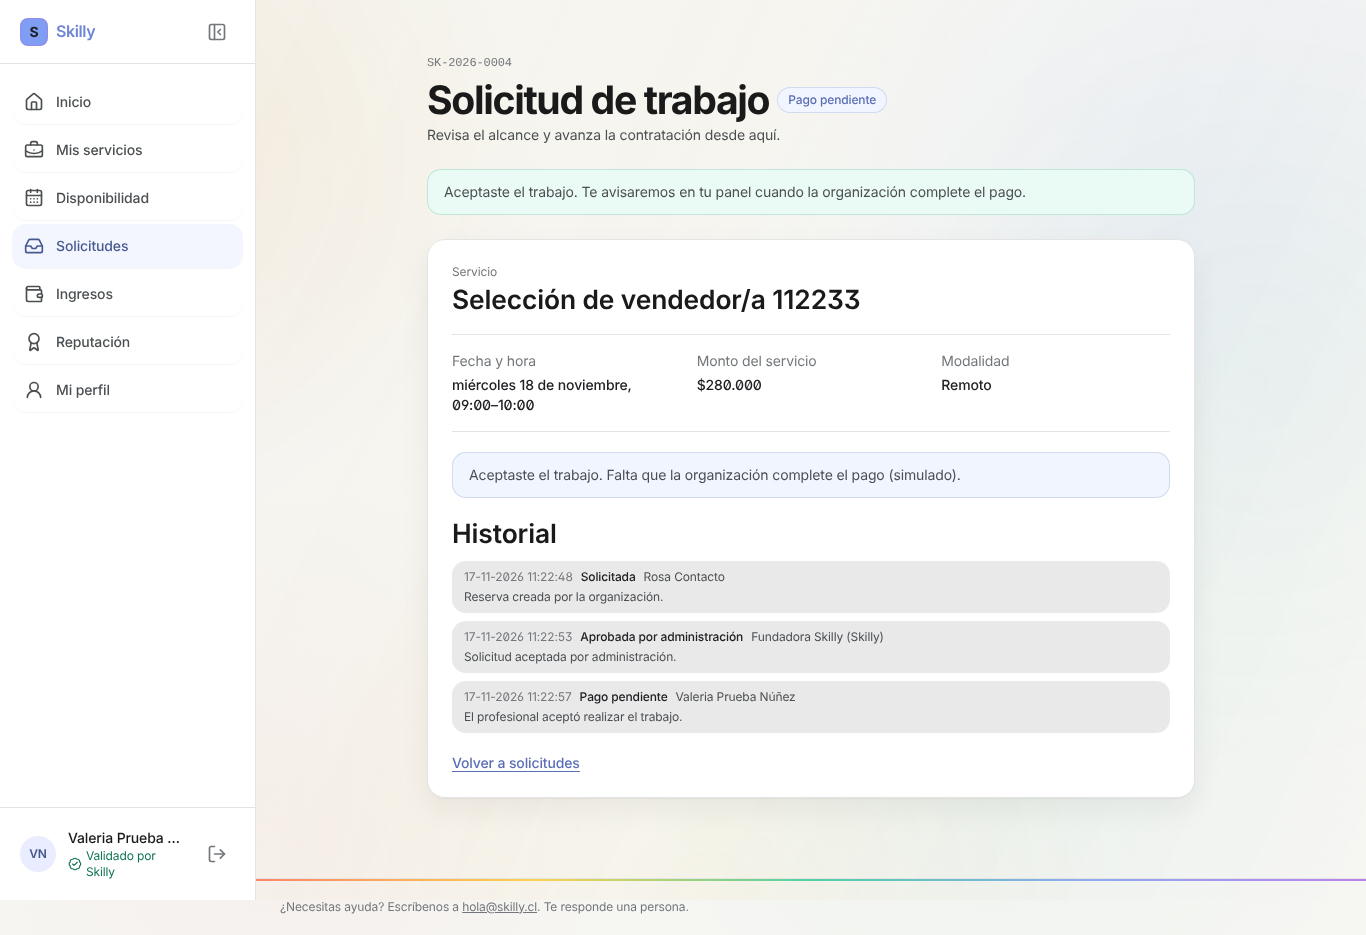 S Skilly
Inicio
Mis servicios
Disponibilidad
Solicitudes
Ingresos
Reputación
Mi perfil
VN
Valeria Prueba ...
Validado por
Skilly
SK-2026-0004
Solicitud de trabajo Pago pendiente
Revisa el alcance y avanza la contratación desde aquí.
Aceptaste el trabajo. Te avisaremos en tu panel cuando la organización complete el pago.
Servicio
Selección de vendedor/a 112233
Fecha y hora
miércoles 18 de noviembre,
09:00–10:00
Monto del servicio
$280.000
Modalidad
Remoto
Aceptaste el trabajo. Falta que la organización complete el pago (simulado).
Historial
17-11-2026 11:22:48 Solicitada Rosa Contacto
Reserva creada por la organización.
17-11-2026 11:22:53 Aprobada por administración Fundadora Skilly (Skilly)
Solicitud aceptada por administración.
17-11-2026 11:22:57 Pago pendiente Valeria Prueba Núñez
El profesional aceptó realizar el trabajo.
Volver a solicitudes
¿Necesitas ayuda? Escríbenos a hola@skilly.cl. Te responde una persona.